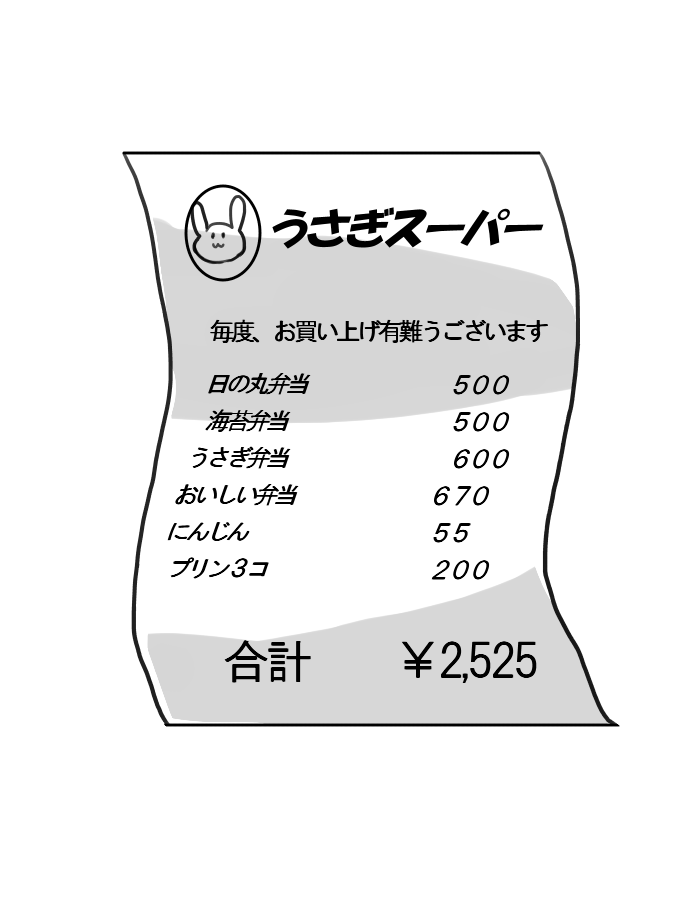 うさぎスーパー
毎度、お買い上げ有難うございます
日の丸弁当 500
海苔弁当 500
うさぎ弁当 600
おいしい弁当 670
にんじん 55
プリン3コ 200
合計 ¥2,525